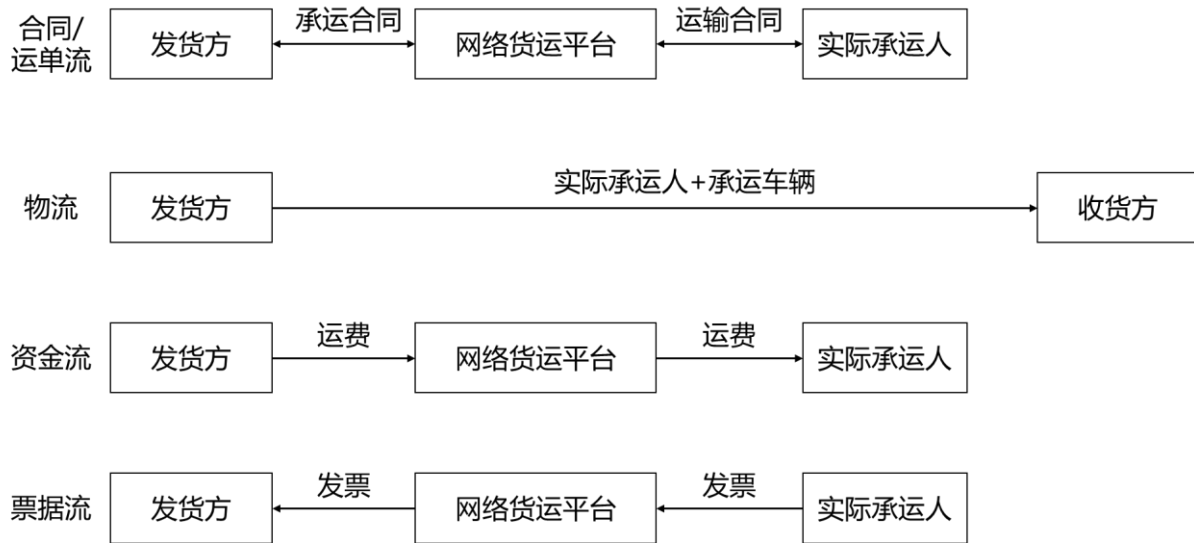 合同/
运单流
发货方
承运合同
网络货运平台
运输合同
实际承运人
物流
发货方
实际承运人+承运车辆
收货方
资金流
发货方
运费
网络货运平台
运费
实际承运人
票据流
发货方
发票
网络货运平台
发票
实际承运人